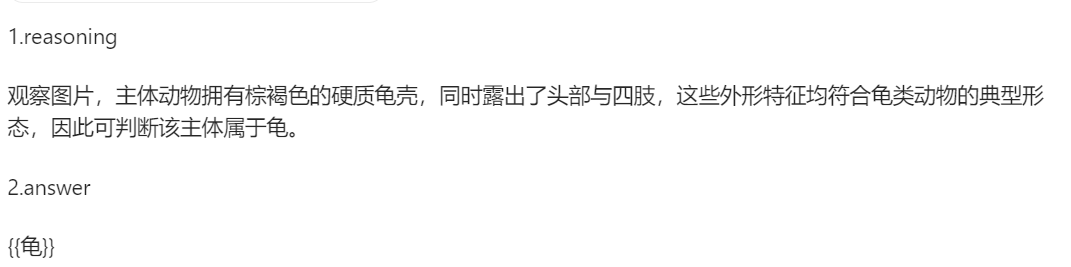 1.reasoning
观察图片，主体动物拥有棕褐色的硬质龟壳，同时露出了头部与四肢，这些外形特征均符合龟类动物的典型形
态，因此可判断该主体属于龟。
2.answer
{{龟}}